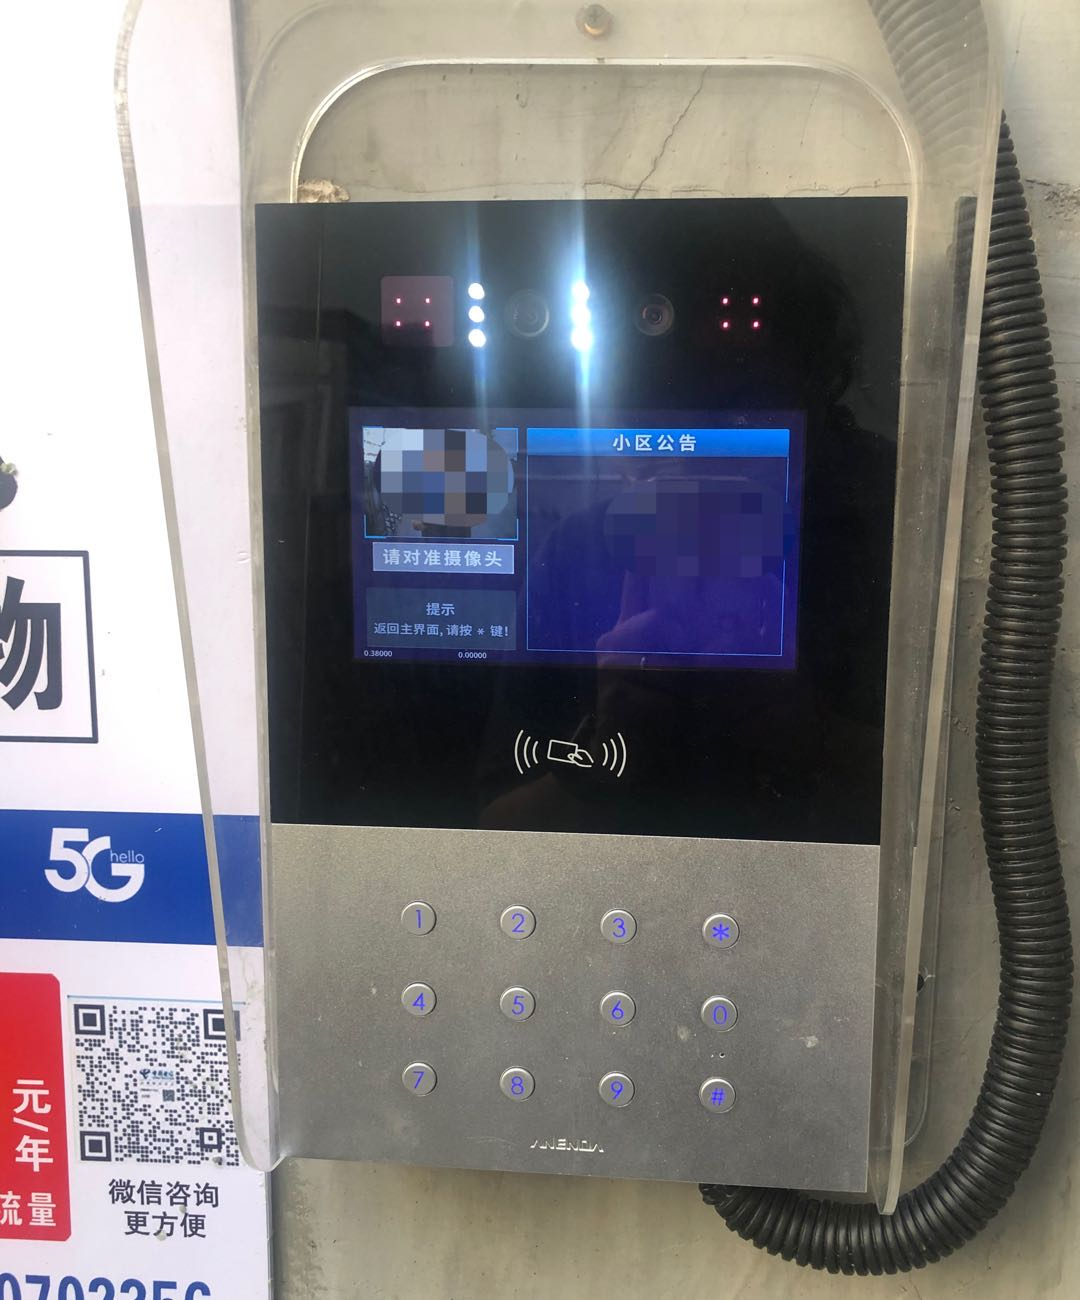 小区公告
请对准摄像头
提示
返回主界面,请按 * 键!
0.38000 0.00000
1 2 3 *
4 5 6 0
7 8 9 #
ANENDA
物
5G
hello
元/年
流量
微信咨询
更方便